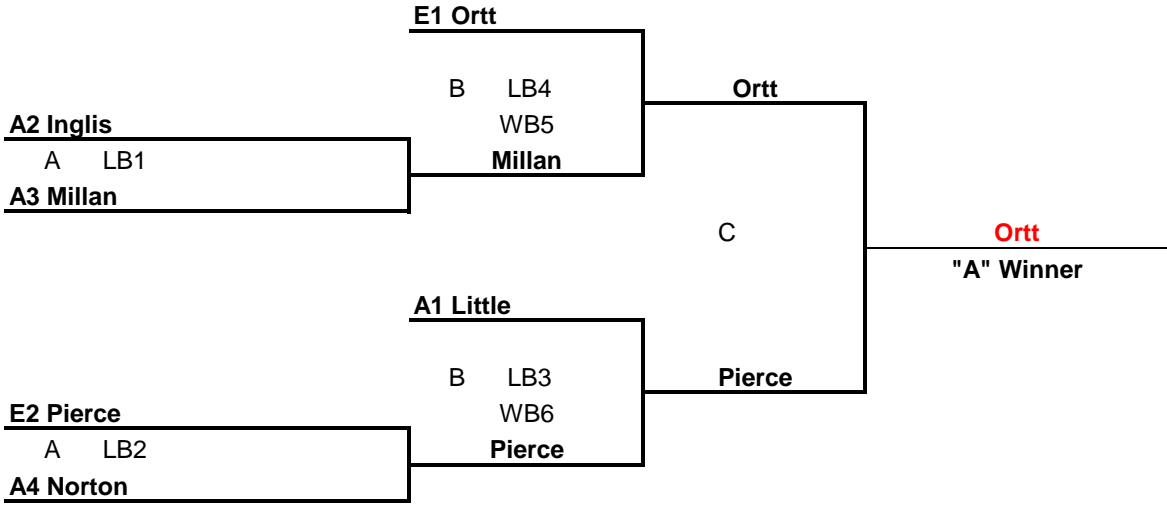 E1 Ortt
B LB4
Ortt
A2 Inglis
WB5
A LB1
Millan
A3 Millan
C
Ortt
"A" Winner
A1 Little
B LB3
Pierce
E2 Pierce
WB6
A LB2
Pierce
A4 Norton